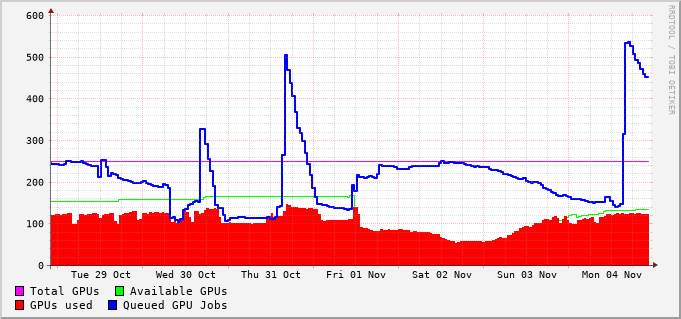 600
500
400
300
200
100
0
Tue 29 Oct Wed 30 Oct Thu 31 Oct Fri 01 Nov Sat 02 Nov Sun 03 Nov Mon 04 Nov
Total GPUs Available GPUs
GPUs used Queued GPU Jobs
RRDTOOL / TOBI OETIKER